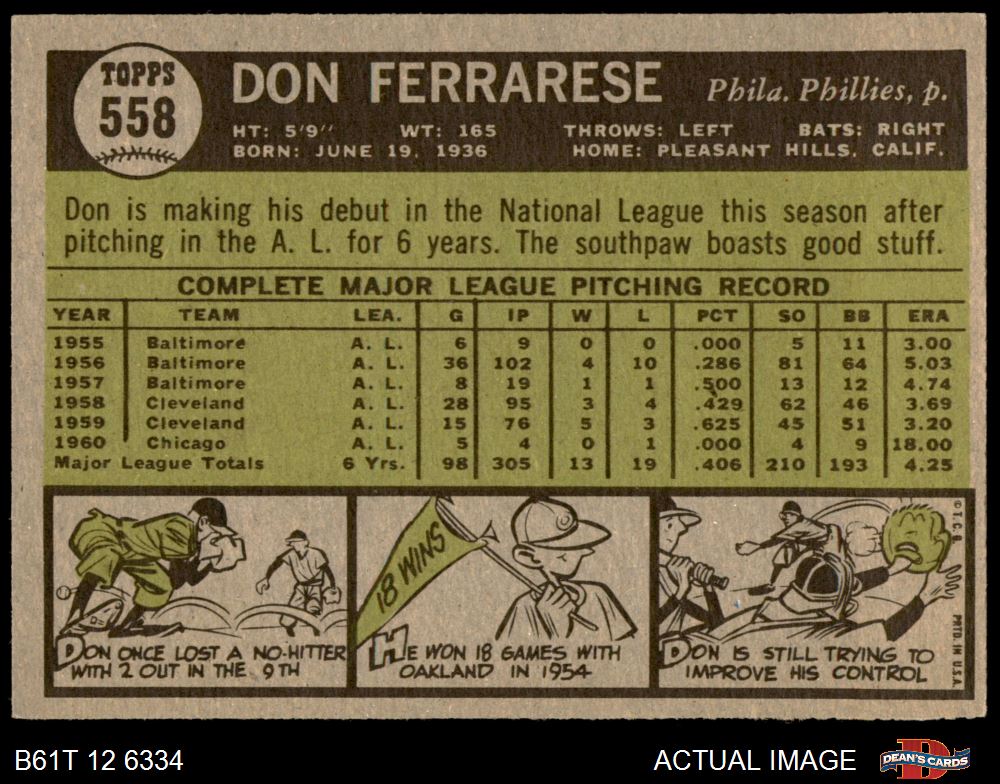 TOPPS
558
DON FERRARESE Phila. Phillies, p.
HT: 5'9" WT: 165 THROWS: LEFT BATS: RIGHT
BORN: JUNE 19, 1936 HOME: PLEASANT HILLS, CALIF.
Don is making his debut in the National League this season after
pitching in the A. L. for 6 years. The southpaw boasts good stuff.
COMPLETE MAJOR LEAGUE PITCHING RECORD
YEAR TEAM LEA. G IP W L PCT SO BB ERA
1955 Baltimore A. L. 6 9 0 0 .000 5 11 3.00
1956 Baltimore A. L. 36 102 4 10 .286 81 64 5.03
1957 Baltimore A. L. 8 19 1 1 .500 13 12 4.74
1958 Cleveland A. L. 28 95 3 4 .429 62 46 3.69
1959 Cleveland A. L. 15 76 5 3 .625 45 51 3.20
1960 Chicago A. L. 5 4 0 1 .000 4 9 18.00
Major League Totals 6 Yrs. 98 305 13 19 .406 210 193 4.25
18 WINS
C
DON ONCE LOST A NO-HITTER
WITH 2 OUT IN THE 9TH
HE WON 18 GAMES WITH
OAKLAND IN 1954
DON IS STILL TRYING TO
IMPROVE HIS CONTROL
© T. C. G. PRTD. IN U.S.A.
B61T 12 6334 ACTUAL IMAGE
D
DEAN'S CARDS